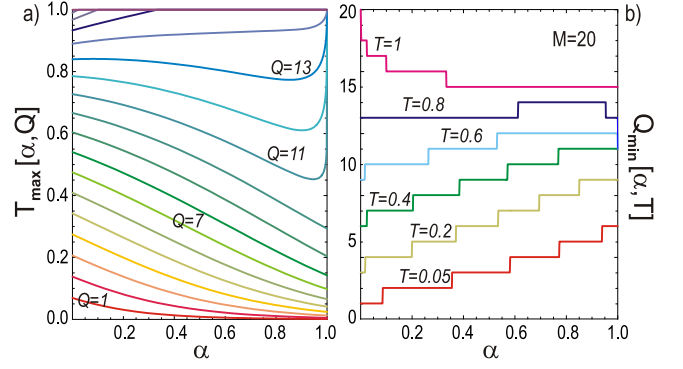 a)
T_max [α, Q]
1.0
0.8
0.6
0.4
0.2
0.0
Q=13
Q=11
Q=7
Q=1
0.2 0.4 0.6 0.8 1.0
α
b)
M=20
Q_min [α,T]
20
15
10
5
T=1
T=0.8
T=0.6
T=0.4
T=0.2
T=0.05
0.0 0.2 0.4 0.6 0.8 1.0
α